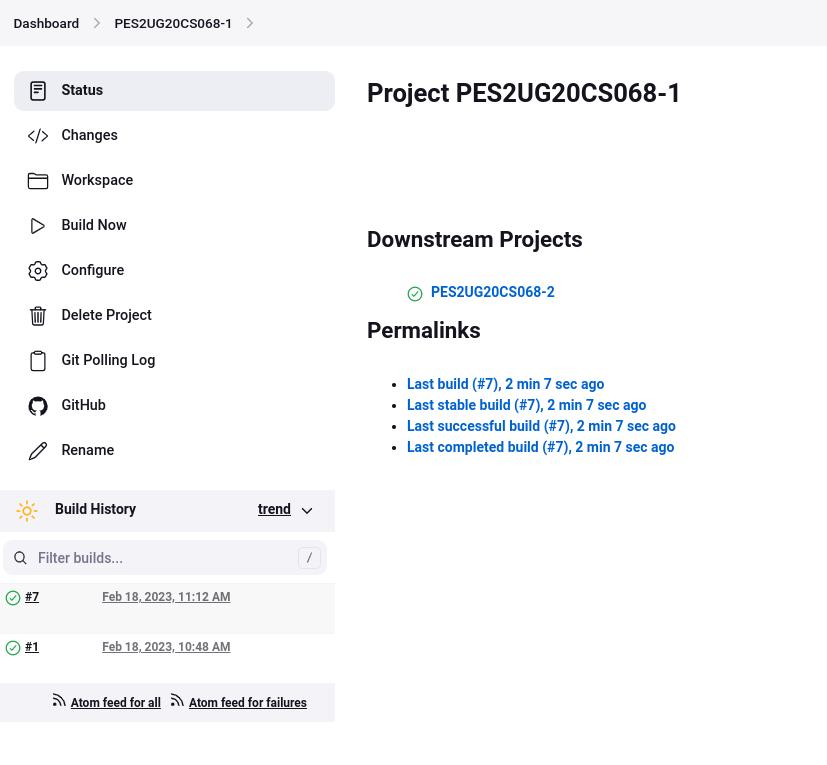 Dashboard > PES2UG20CS068-1 >
Status
Changes
Workspace
Build Now
Configure
Delete Project
Git Polling Log
GitHub
Rename
Build History trend
Filter builds... /
#7 Feb 18, 2023, 11:12 AM
#1 Feb 18, 2023, 10:48 AM
Atom feed for all Atom feed for failures
Project PES2UG20CS068-1
Downstream Projects
PES2UG20CS068-2
Permalinks
• Last build (#7), 2 min 7 sec ago
• Last stable build (#7), 2 min 7 sec ago
• Last successful build (#7), 2 min 7 sec ago
• Last completed build (#7), 2 min 7 sec ago